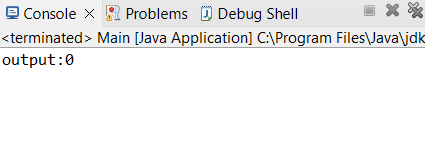 Console Problems Debug Shell
<terminated> Main [Java Application] C:\Program Files\Java\jdk
output:0